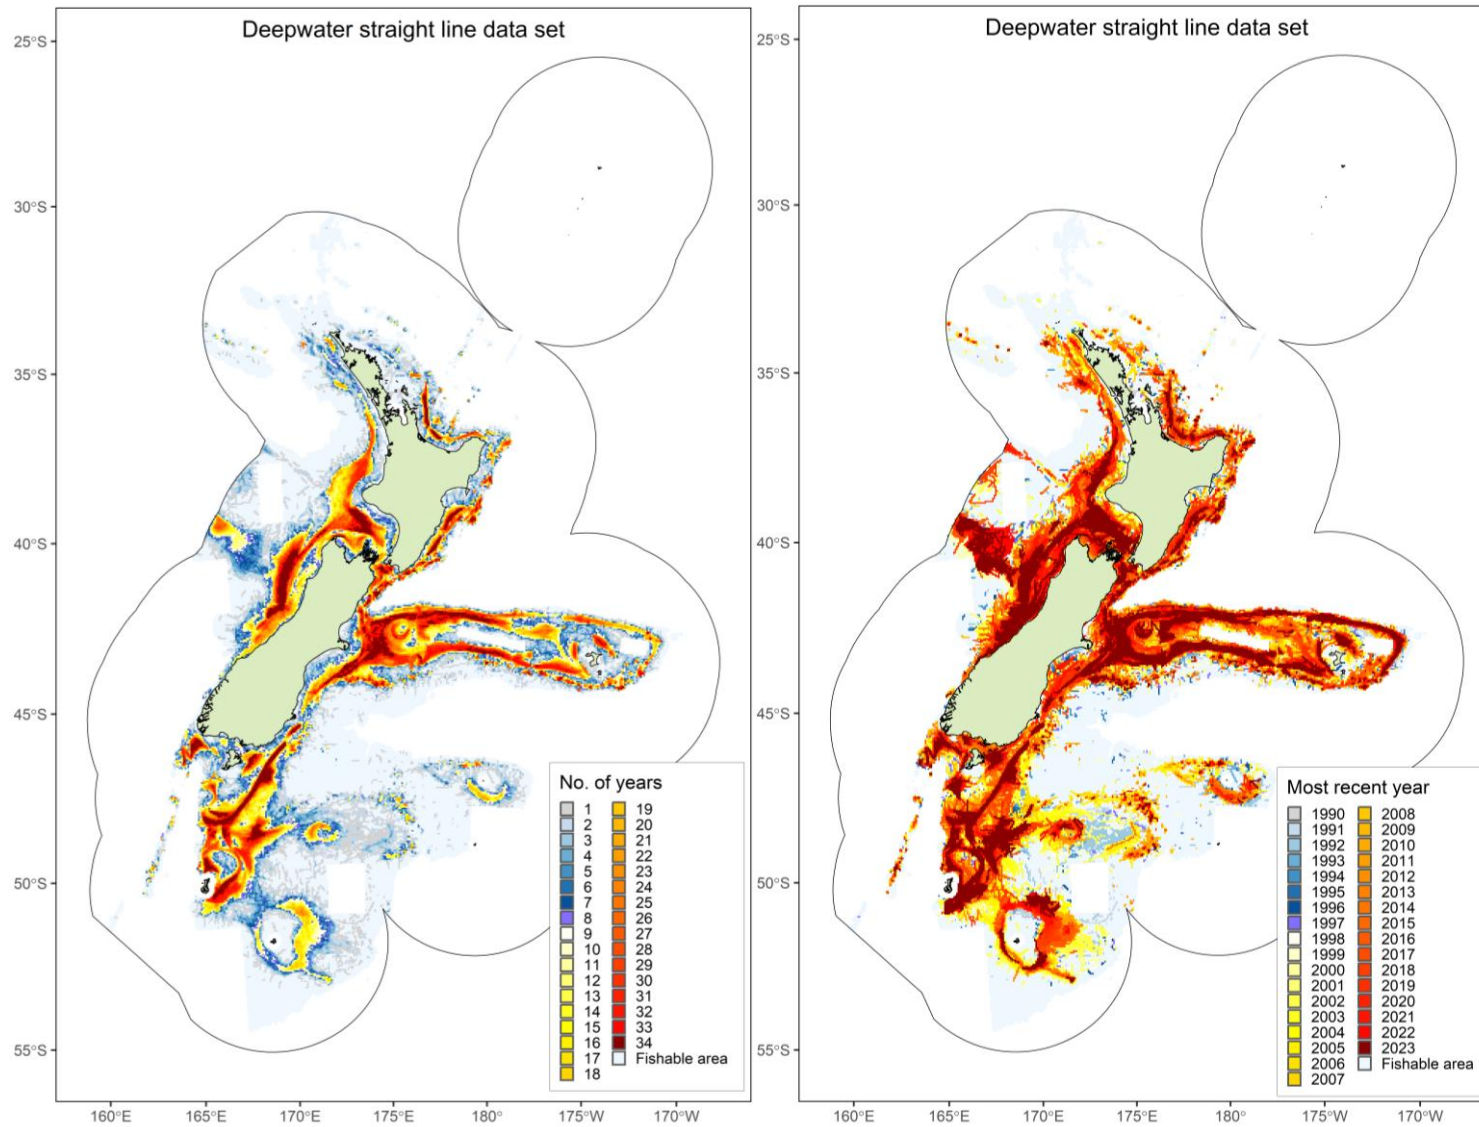 Deepwater straight line data set
25°S
30°S
35°S
40°S
45°S
50°S
55°S
160°E
165°E
170°E
175°E
180°
175°W
170°W
No. of years
1
2
3
4
5
6
7
8
9
10
11
12
13
14
15
16
17
18
19
20
21
22
23
24
25
26
27
28
29
30
31
32
33
34
Fishable area
Deepwater straight line data set
25°S
30°S
35°S
40°S
45°S
50°S
55°S
160°E
165°E
170°E
175°E
180°
175°W
170°W
Most recent year
1990
1991
1992
1993
1994
1995
1996
1997
1998
1999
2000
2001
2002
2003
2004
2005
2006
2007
2008
2009
2010
2011
2012
2013
2014
2015
2016
2017
2018
2019
2020
2021
2022
2023
Fishable area